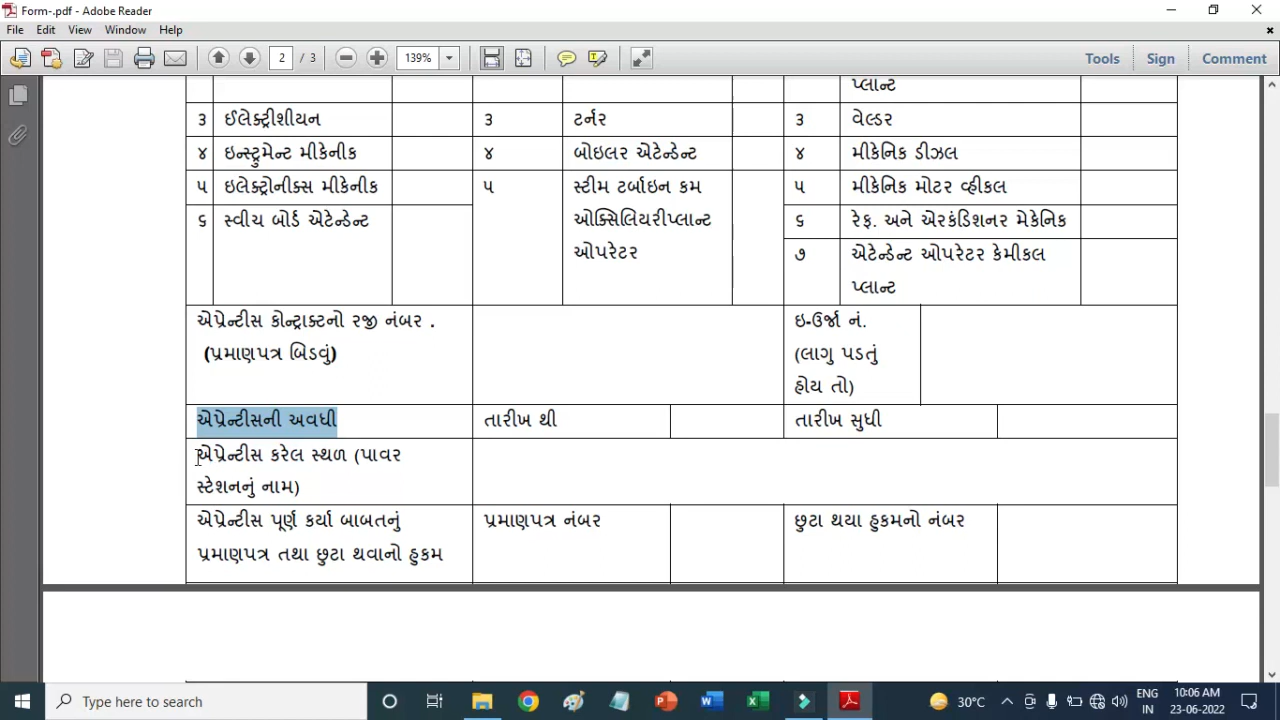 Form-.pdf - Adobe Reader
File Edit View Window Help
2 / 3 139% Tools Sign Comment
પ્લાન્ટ
૩ ઈલેક્ટ્રીશીયન ૩ ટર્નર ૩ વેલ્ડર
૪ ઇન્સ્ટ્રુમેન્ટ મીકેનીક ૪ બોઇલર એટેન્ડેન્ટ ૪ મીકેનિક ડીઝલ
૫ ઇલેક્ટ્રોનીક્સ મીકેનીક ૫ સ્ટીમ ટર્બાઇન કમ ૫ મીકેનિક મોટર વ્હીકલ
૬ સ્વીચ બોર્ડ એટેન્ડેન્ટ ઓક્સિલિયરીપ્લાન્ટ ૬ રેફ્રિ. અને એરકંડિશનર મેકેનિક
ઓપરેટર ૭ એટેન્ડેન્ટ ઓપરેટર કેમીકલ
પ્લાન્ટ
એપ્રેન્ટીસ કોન્ટ્રાક્ટનો રજી નંબર . ઇ-ઉર્જા નં.
(પ્રમાણપત્ર બિડવું) (લાગુ પડતું
હોય તો)
એપ્રેન્ટીસની અવધી તારીખ થી તારીખ સુધી
એપ્રેન્ટીસ કરેલ સ્થળ (પાવર
સ્ટેશનનું નામ)
એપ્રેન્ટીસ પૂર્ણ કર્યા બાબતનું પ્રમાણપત્ર નંબર છુટા થયા હુકમનો નંબર
પ્રમાણપત્ર તથા છુટા થવાનો હુકમ
Type here to search 30°C ENG 10:06 AM
IN 23-06-2022